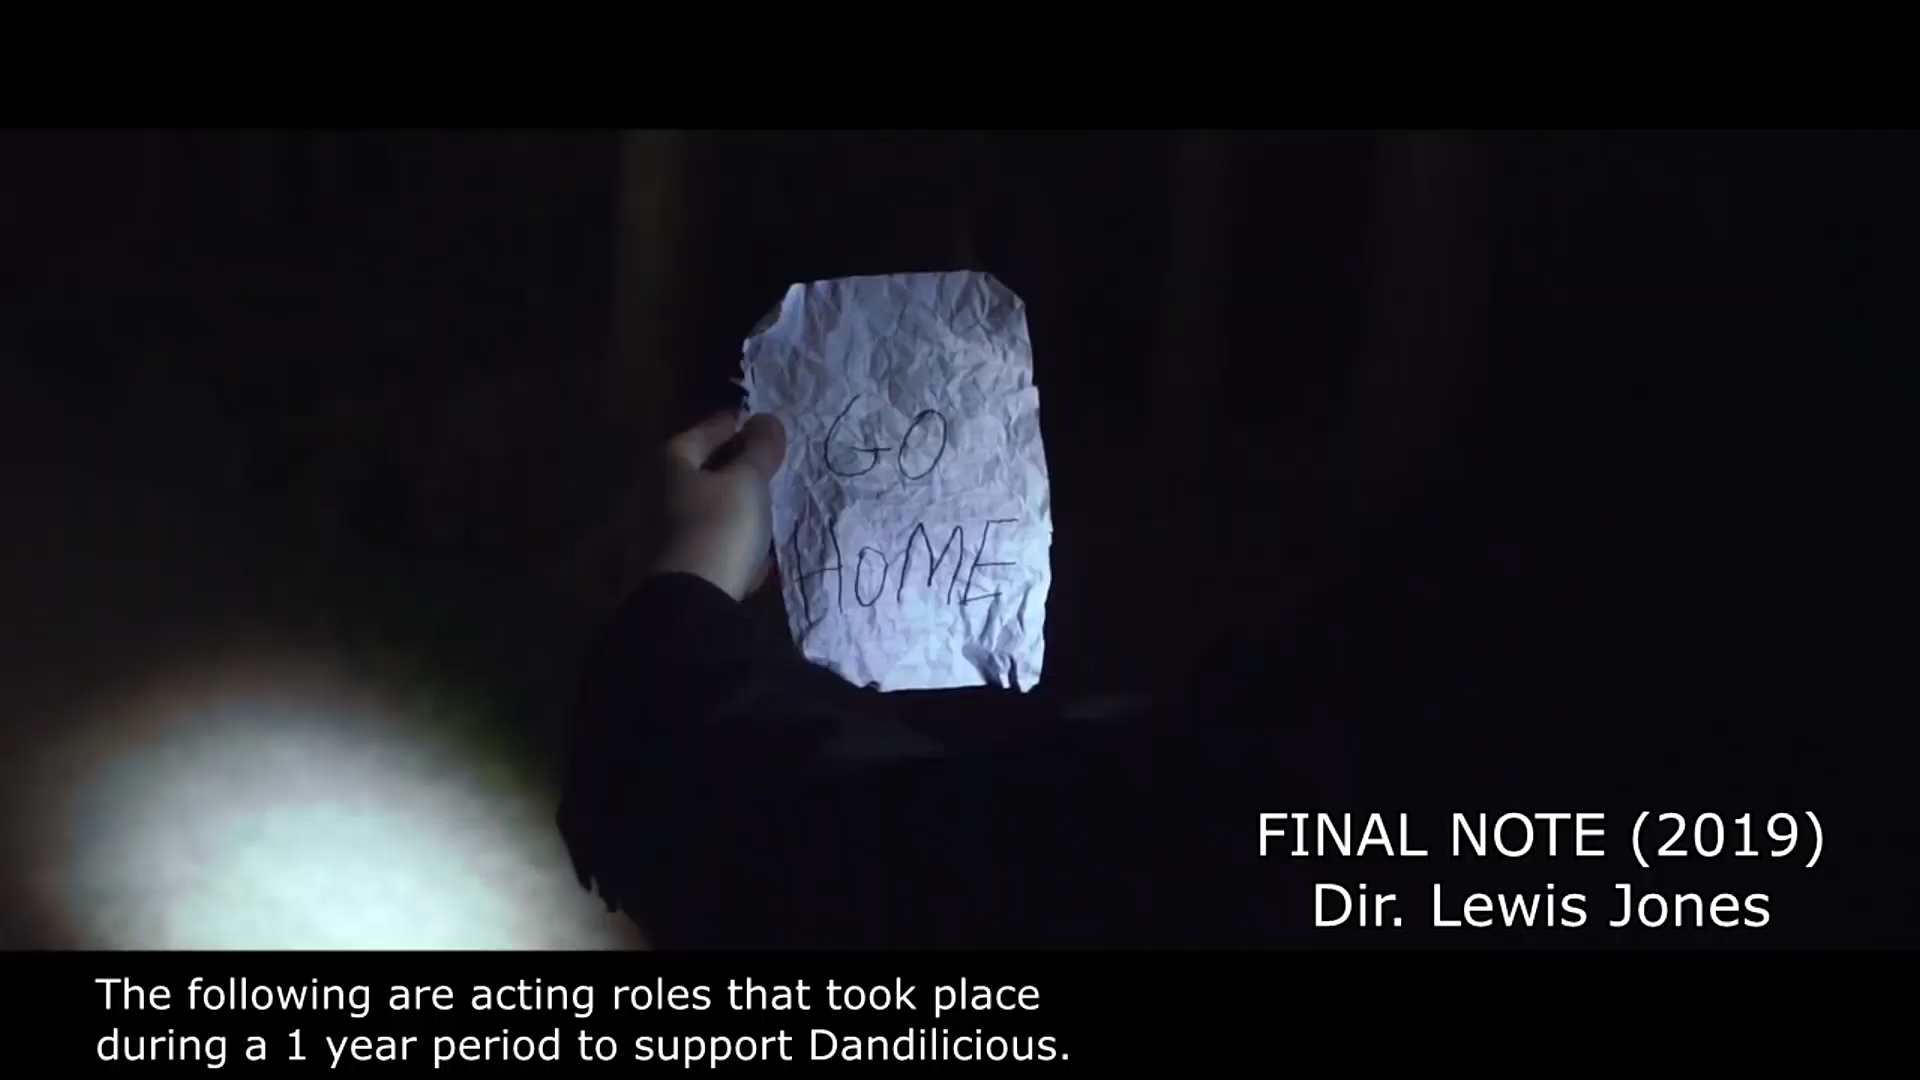 GO
HOME
FINAL NOTE (2019)
Dir. Lewis Jones
The following are acting roles that took place
during a 1 year period to support Dandilicious.